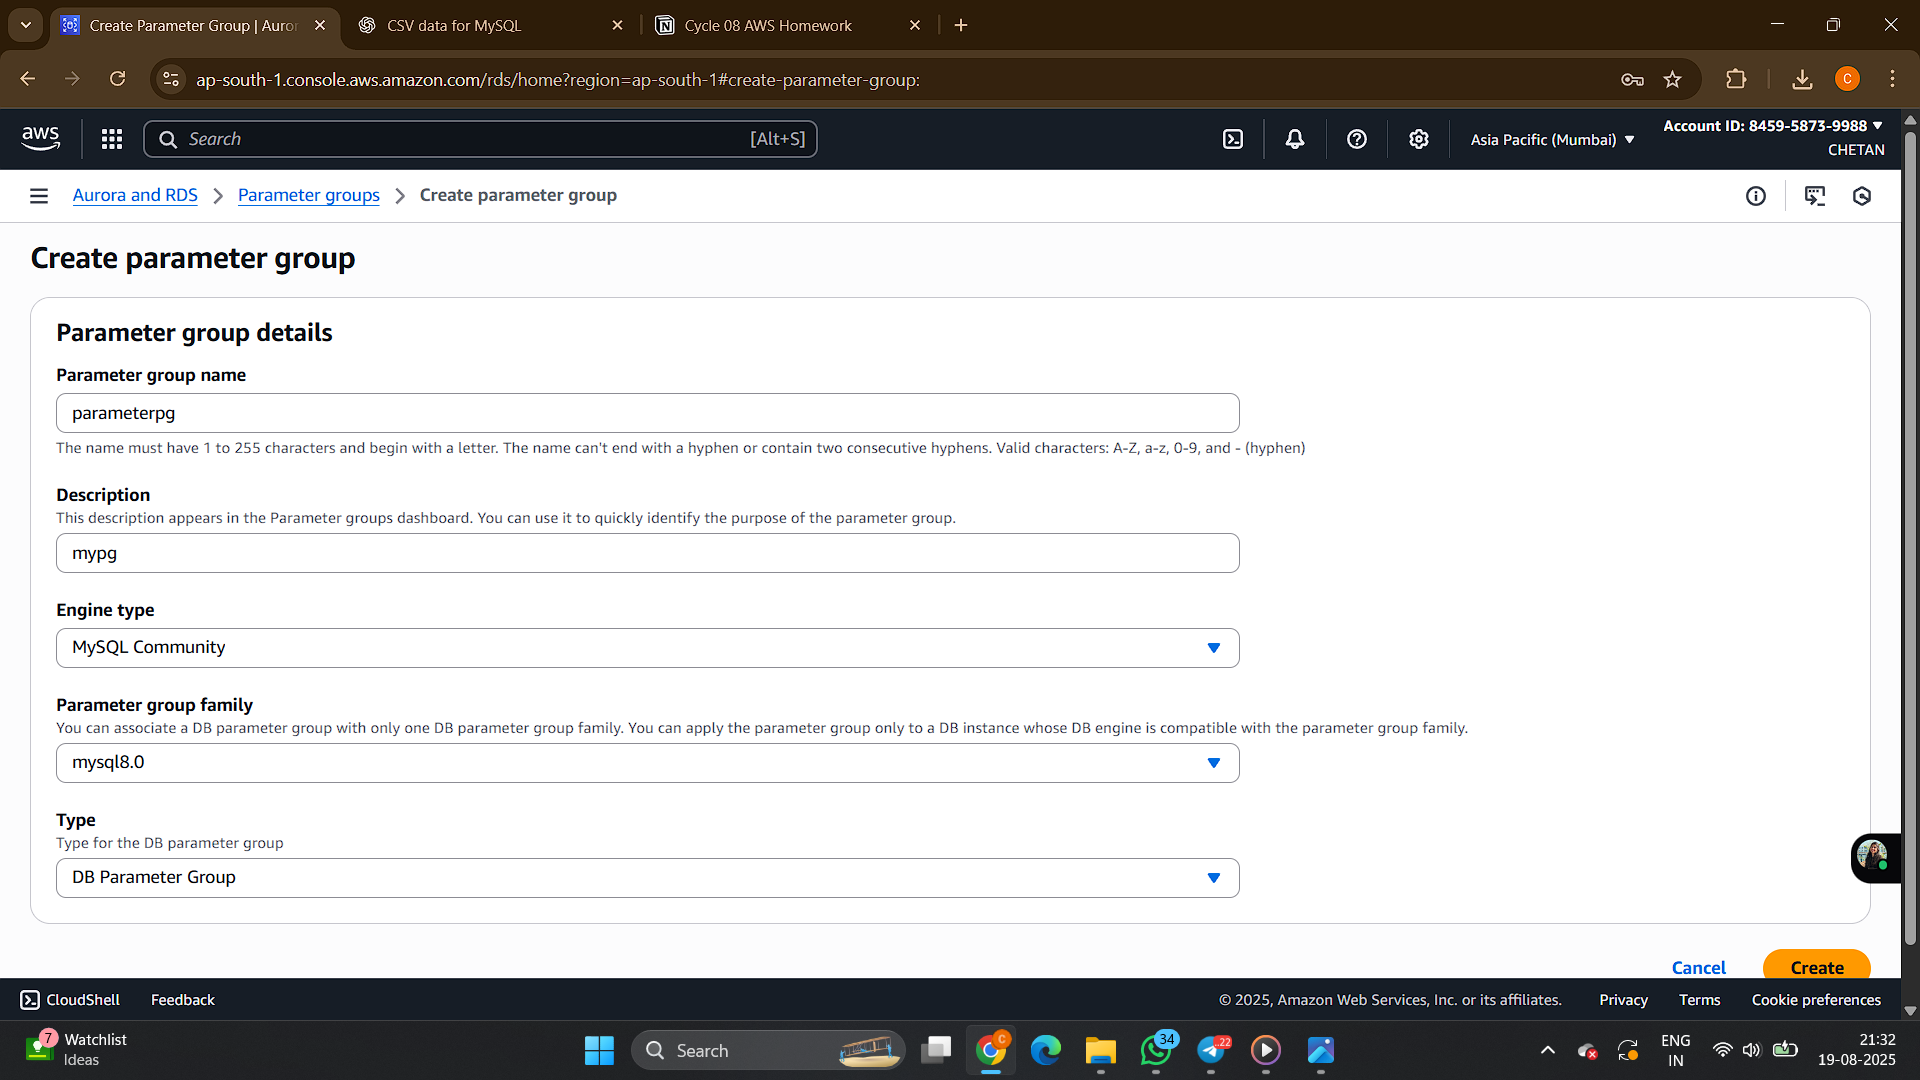 Create Parameter Group | Auror
CSV data for MySQL
Cycle 08 AWS Homework
ap-south-1.console.aws.amazon.com/rds/home?region=ap-south-1#create-parameter-group:
C
aws
Search
[Alt+S]
Asia Pacific (Mumbai)
Account ID: 8459-5873-9988
CHETAN
Aurora and RDS
Parameter groups
Create parameter group
Create parameter group
Parameter group details
Parameter group name
parameterpg
The name must have 1 to 255 characters and begin with a letter. The name can't end with a hyphen or contain two consecutive hyphens. Valid characters: A-Z, a-z, 0-9, and - (hyphen)
Description
This description appears in the Parameter groups dashboard. You can use it to quickly identify the purpose of the parameter group.
mypg
Engine type
MySQL Community
Parameter group family
You can associate a DB parameter group with only one DB parameter group family. You can apply the parameter group only to a DB instance whose DB engine is compatible with the parameter group family.
mysql8.0
Type
Type for the DB parameter group
DB Parameter Group
Cancel
Create
CloudShell
Feedback
© 2025, Amazon Web Services, Inc. or its affiliates.
Privacy
Terms
Cookie preferences
7
Watchlist
Ideas
Search
C
34
22
ENG
IN
21:32
19-08-2025